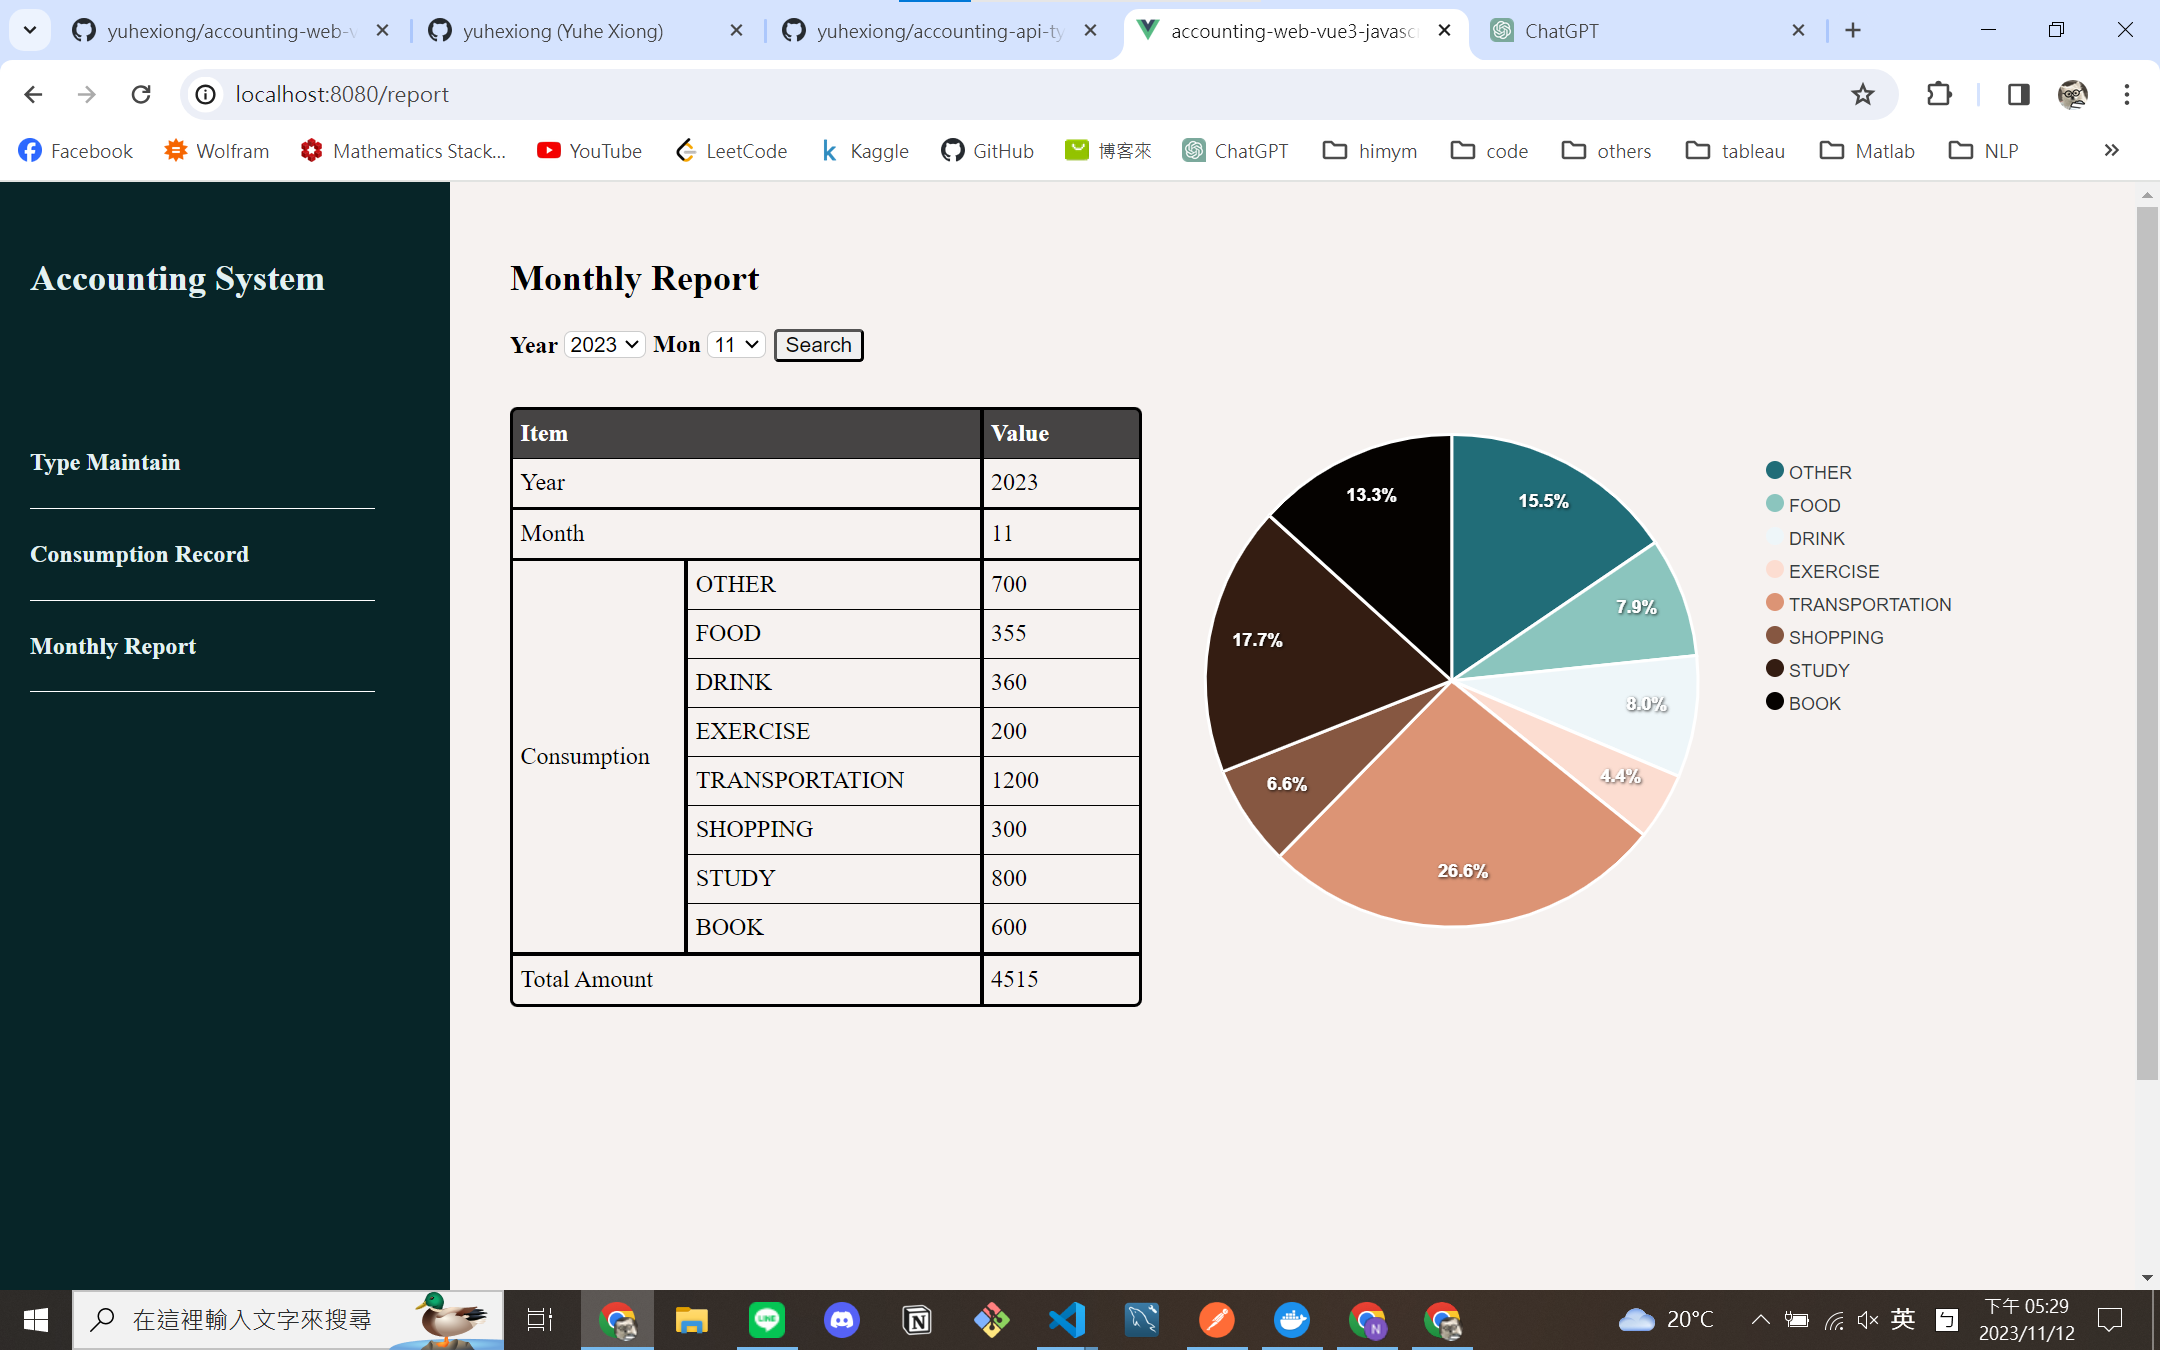 yuhexiong/accounting-web-v
yuhexiong (Yuhe Xiong)
yuhexiong/accounting-api-ty
accounting-web-vue3-javasc
ChatGPT
localhost:8080/report
Facebook
Wolfram
Mathematics Stack...
YouTube
LeetCode
Kaggle
GitHub
博客來
ChatGPT
himym
code
others
tableau
Matlab
NLP
Accounting System
Type Maintain
Consumption Record
Monthly Report
Monthly Report
Year 2023 Mon 11 Search
Item Value
Year 2023
Month 11
Consumption
OTHER 700
FOOD 355
DRINK 360
EXERCISE 200
TRANSPORTATION 1200
SHOPPING 300
STUDY 800
BOOK 600
Total Amount 4515
13.3%
15.5%
7.9%
17.7%
8.0%
4.4%
6.6%
26.6%
OTHER
FOOD
DRINK
EXERCISE
TRANSPORTATION
SHOPPING
STUDY
BOOK
在這裡輸入文字來搜尋
LINE
N
N
20°C
英
ㄅ
下午 05:29
2023/11/12